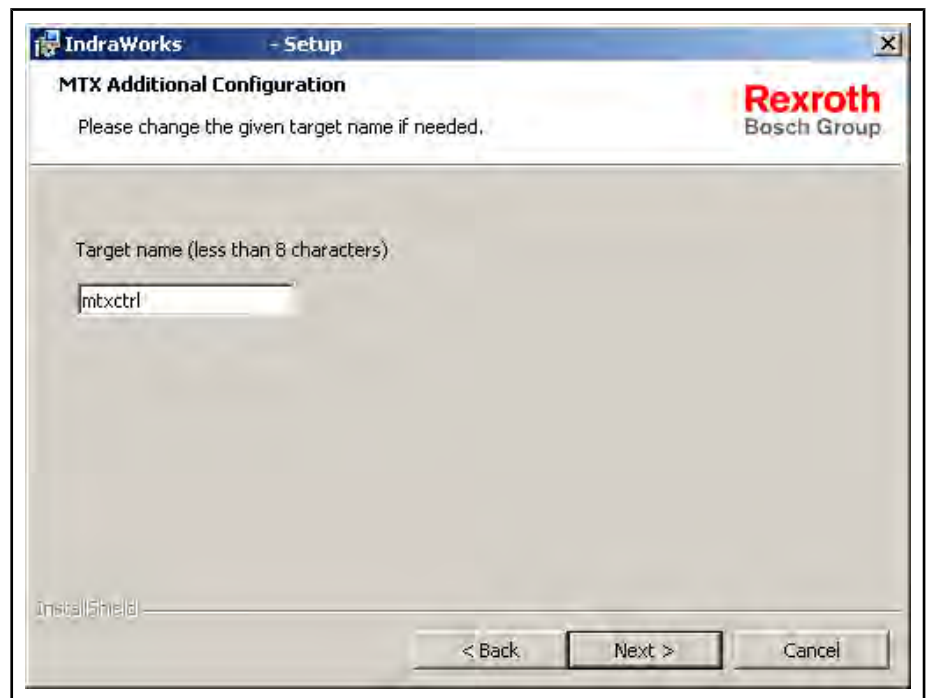 IndraWorks - Setup
MTX Additional Configuration
Please change the given target name if needed.
Rexroth
Bosch Group
Target name (less than 8 characters)
mtxctrl
InstallShield
< Back Next > Cancel